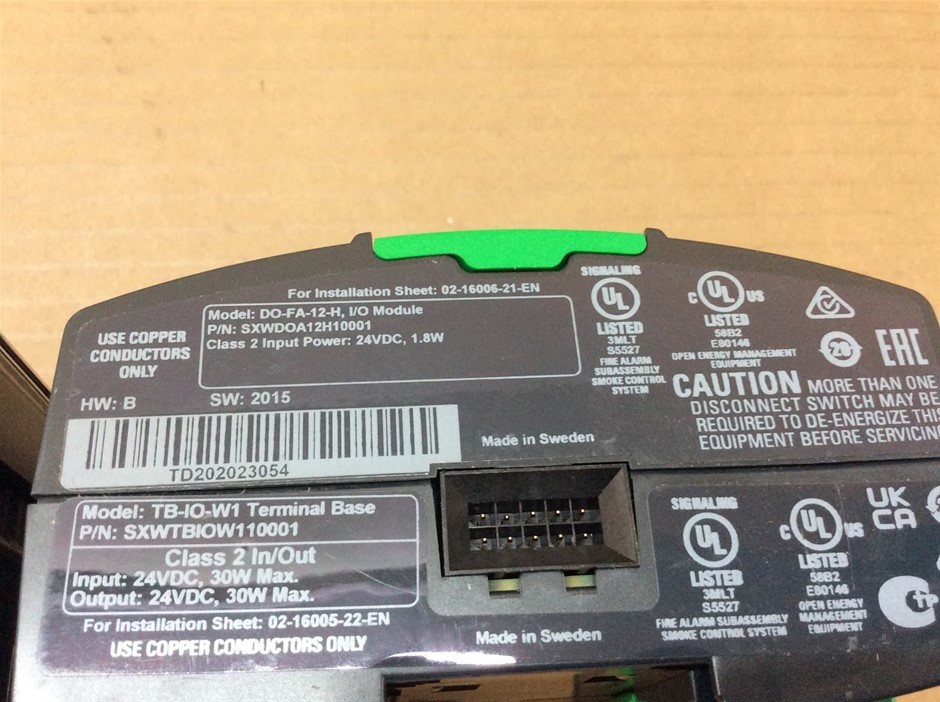 For Installation Sheet: 02-16006-21-EN
Model: DO-FA-12-H, I/O Module
P/N: SXWDOA12H10001
Class 2 Input Power: 24VDC, 1.8W
USE COPPER
CONDUCTORS
ONLY
HW: B
SW: 2015
TD202023054
Made in Sweden
SIGNALING
UL
LISTED
3MLT
S5527
FIRE ALARM
SUBASSEMBLY
SMOKE CONTROL
SYSTEM
C UL US
LISTED
58B2
E80146
OPEN ENERGY MANAGEMENT
EQUIPMENT
20
EAC
CAUTION MORE THAN ONE
DISCONNECT SWITCH MAY BE
REQUIRED TO DE-ENERGIZE THIS
EQUIPMENT BEFORE SERVICING
Model: TB-IO-W1 Terminal Base
P/N: SXWTBIOW110001
Class 2 In/Out
Input: 24VDC, 30W Max.
Output: 24VDC, 30W Max.
For Installation Sheet: 02-16005-22-EN
USE COPPER CONDUCTORS ONLY
Made in Sweden
SIGNALING
UL
LISTED
3MLT
S5527
FIRE ALARM SUBASSEMBLY
SMOKE CONTROL SYSTEM
C UL US
LISTED
58B2
E80146
OPEN ENERGY
MANAGEMENT
EQUIPMENT
UK
CA